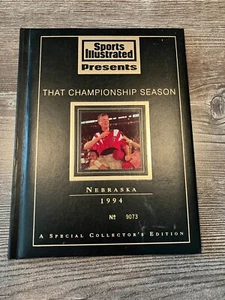 Sports
Illustrated
Presents
THAT CHAMPIONSHIP SEASON
NEBRASKA
1994
No 9073
A SPECIAL COLLECTOR'S EDITION